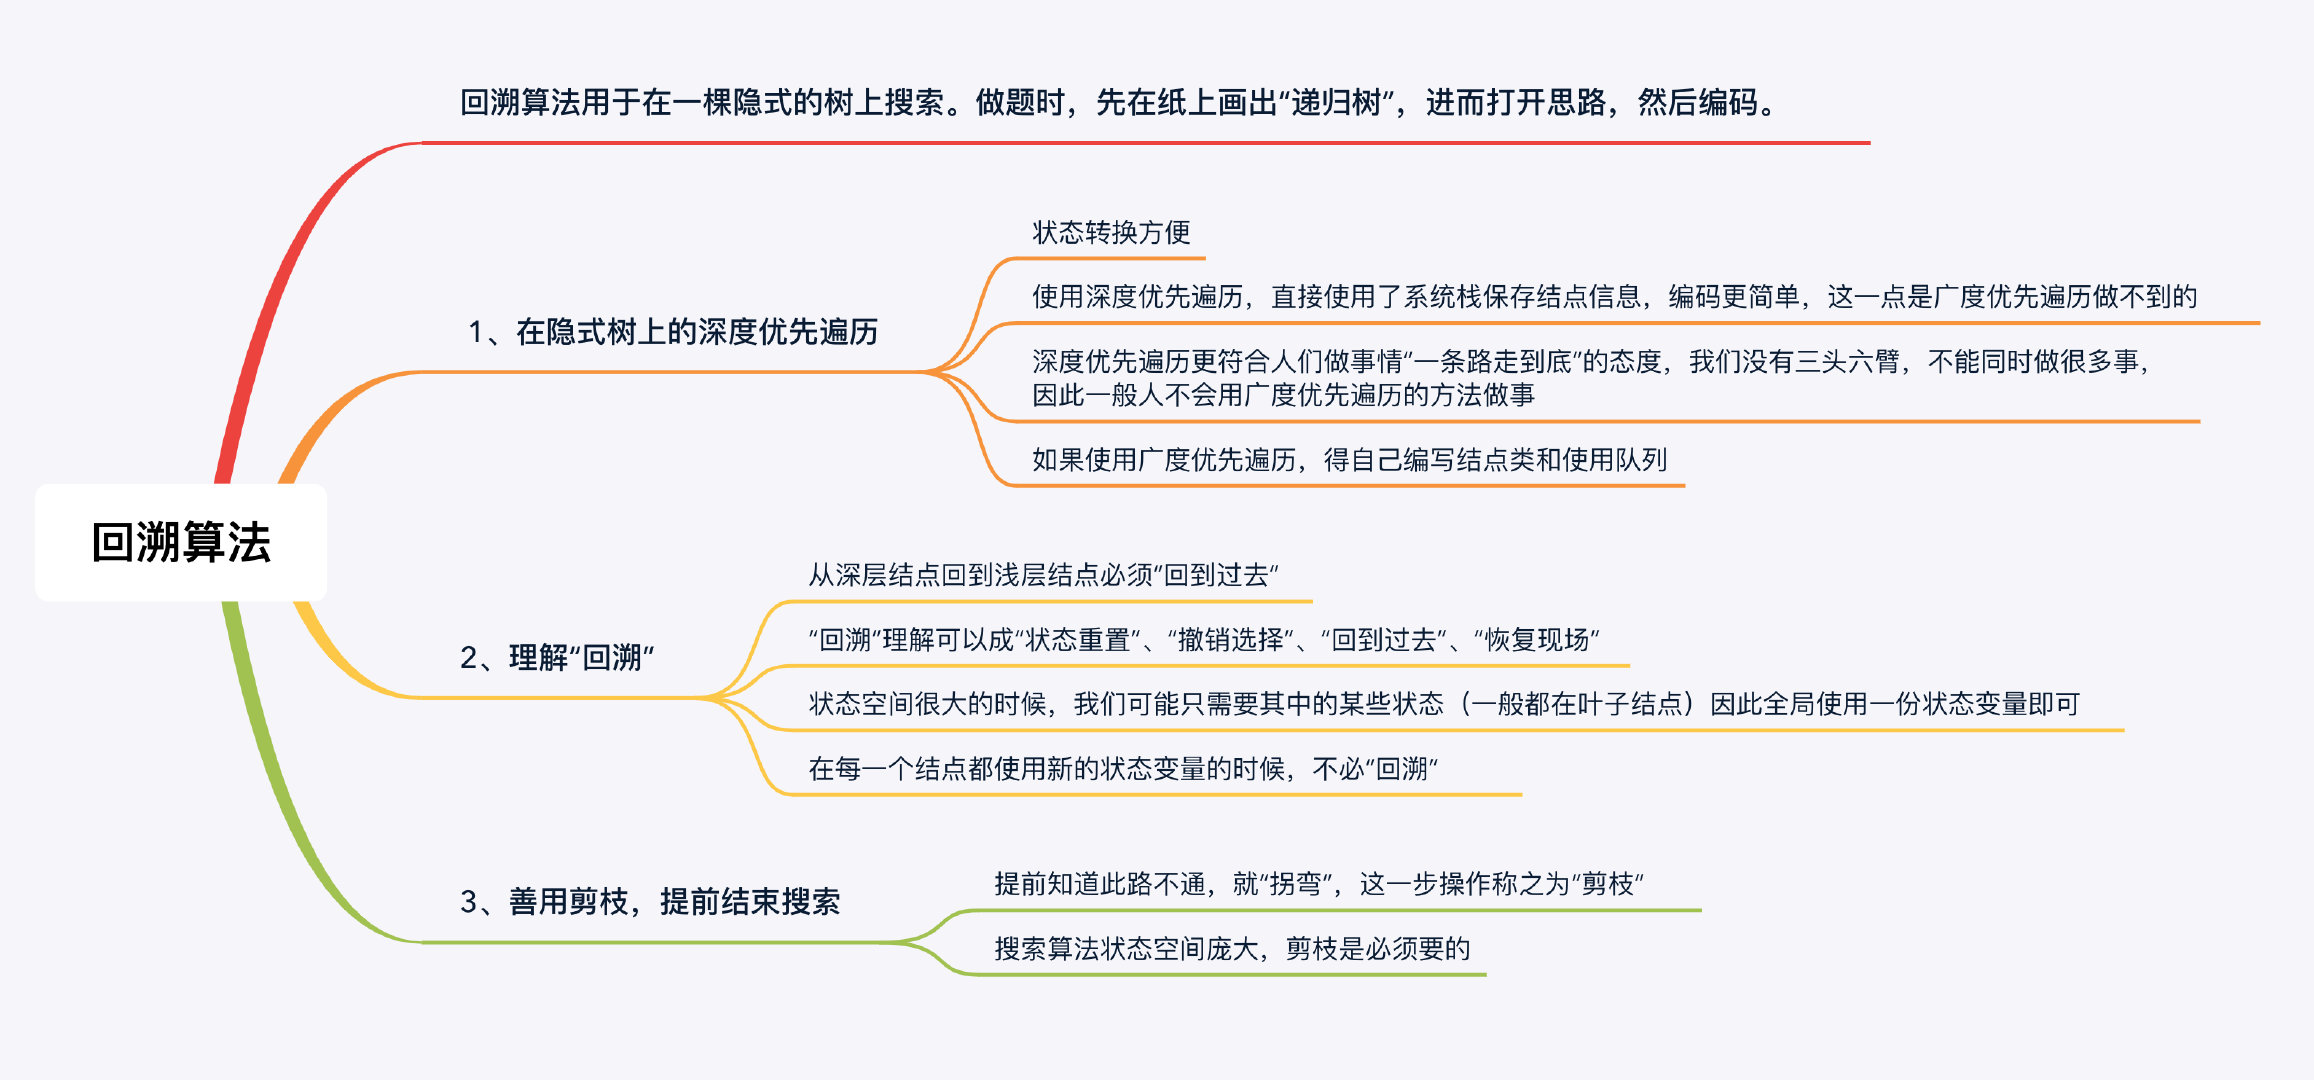 回溯算法用于在一棵隐式的树上搜索。做题时，先在纸上画出“递归树”，进而打开思路，然后编码。
状态转换方便
使用深度优先遍历，直接使用了系统栈保存结点信息，编码更简单，这一点是广度优先遍历做不到的
1、在隐式树上的深度优先遍历
深度优先遍历更符合人们做事情“一条路走到底”的态度，我们没有三头六臂，不能同时做很多事，
因此一般人不会用广度优先遍历的方法做事
如果使用广度优先遍历，得自己编写结点类和使用队列
回溯算法
从深层结点回到浅层结点必须“回到过去”
“回溯”理解可以成“状态重置”、“撤销选择”、“回到过去”、“恢复现场”
2、理解“回溯”
状态空间很大的时候，我们可能只需要其中的某些状态（一般都在叶子结点）因此全局使用一份状态变量即可
在每一个结点都使用新的状态变量的时候，不必“回溯”
提前知道此路不通，就“拐弯”，这一步操作称之为“剪枝”
3、善用剪枝，提前结束搜索
搜索算法状态空间庞大，剪枝是必须要的